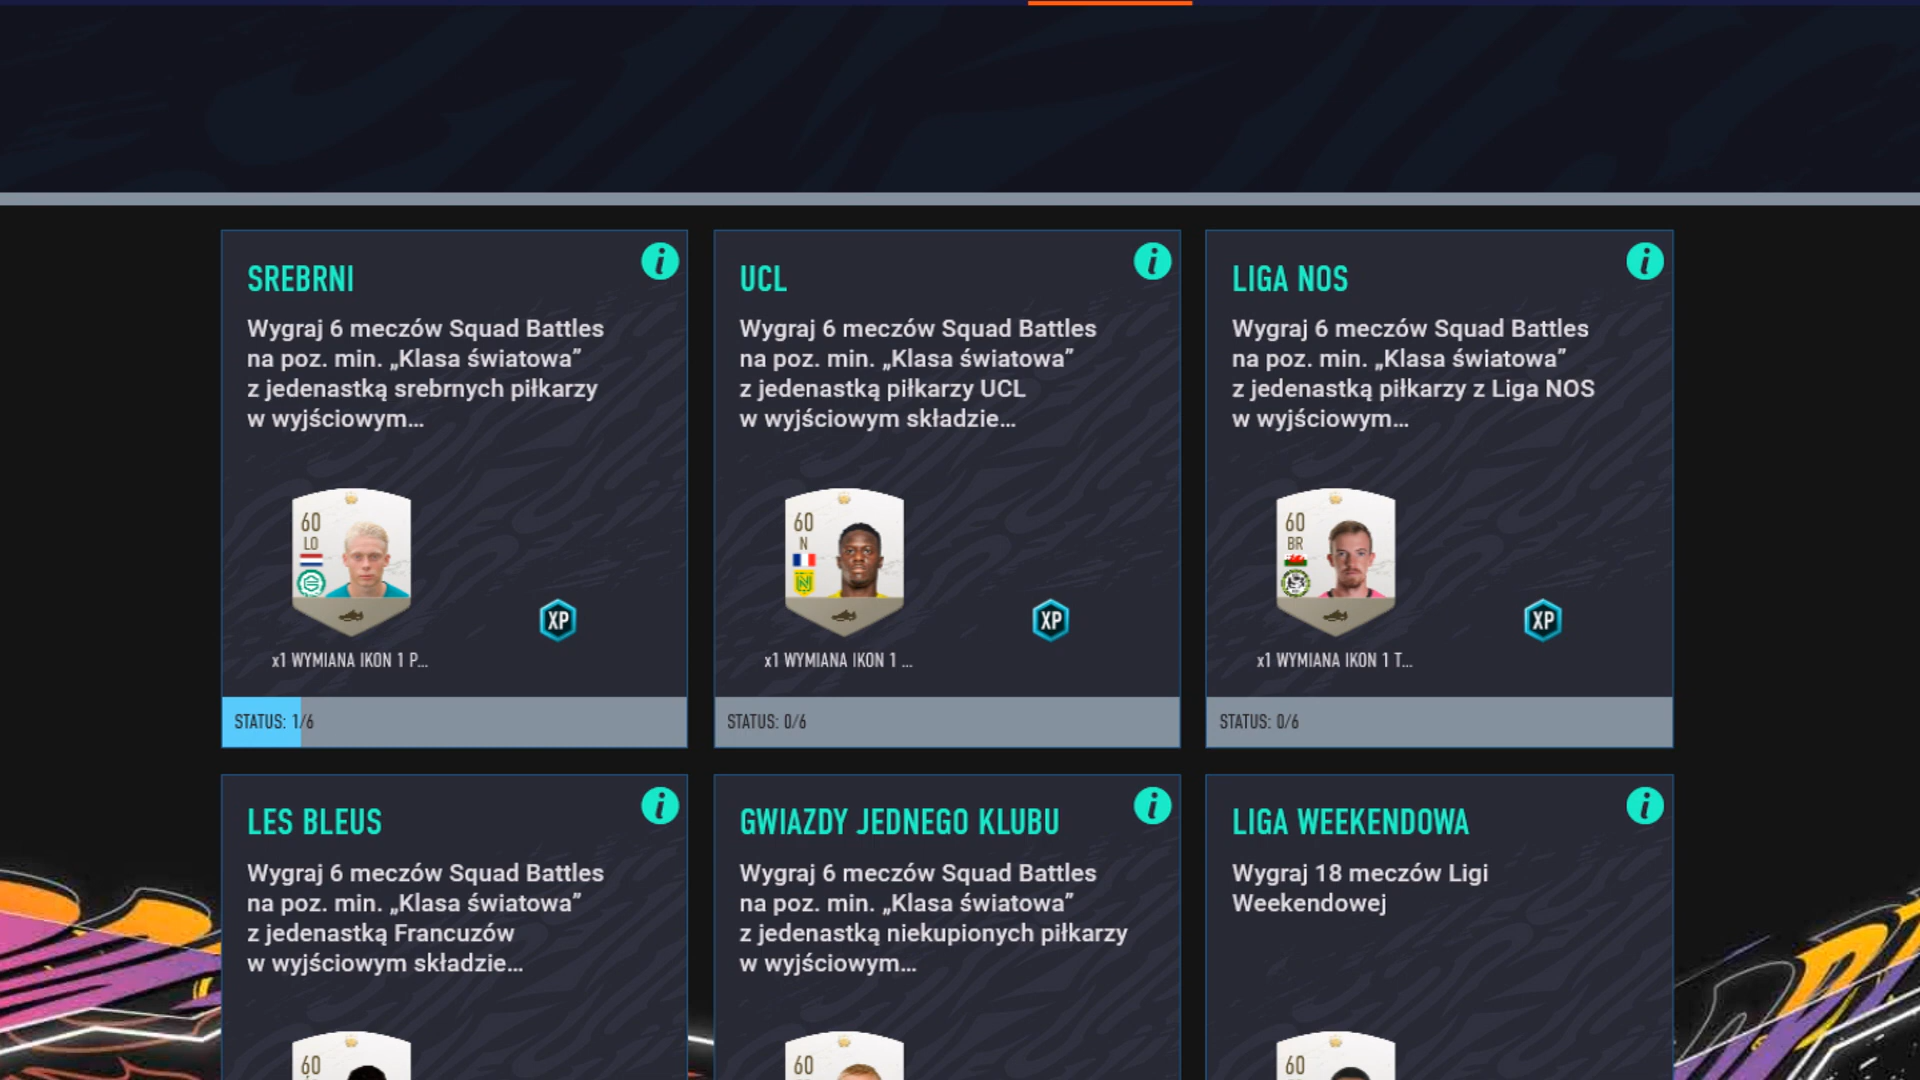 SREBRNI
Wygraj 6 meczów Squad Battles
na poz. min. „Klasa światowa”
z jedenastką srebrnych piłkarzy
w wyjściowym...
60
LO
XP
x1 WYMIANA IKON 1 P...
STATUS: 1/6
UCL
Wygraj 6 meczów Squad Battles
na poz. min. „Klasa światowa”
z jedenastką piłkarzy UCL
w wyjściowym składzie...
60
N
XP
x1 WYMIANA IKON 1 ...
STATUS: 0/6
LIGA NOS
Wygraj 6 meczów Squad Battles
na poz. min. „Klasa światowa”
z jedenastką piłkarzy z Liga NOS
w wyjściowym...
60
BR
XP
x1 WYMIANA IKON 1 T...
STATUS: 0/6
LES BLEUS
Wygraj 6 meczów Squad Battles
na poz. min. „Klasa światowa”
z jedenastką Francuzów
w wyjściowym składzie...
60
GWIAZDY JEDNEGO KLUBU
Wygraj 6 meczów Squad Battles
na poz. min. „Klasa światowa”
z jedenastką niekupionych piłkarzy
w wyjściowym...
60
LIGA WEEKENDOWA
Wygraj 18 meczów Ligi
Weekendowej
60